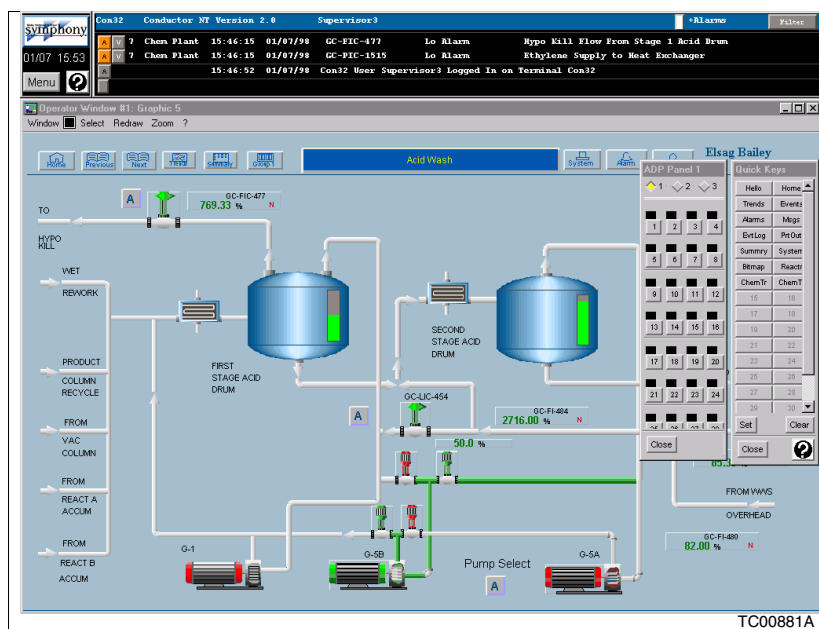 symphony
Con32 Conductor NT Version 2.0 Supervisor3 +Alarms Filter
A V 7 Chem Plant 15:46:15 01/07/98 GC-FIC-477 Lo Alarm Hypo Kill Flow From Stage 1 Acid Drum
A V 7 Chem Plant 15:46:15 01/07/98 GC-PIC-1515 Lo Alarm Ethylene Supply to Heat Exchanger
A 15:46:52 01/07/98 Con32 User Supervisor3 Logged In on Terminal Con32
01/07 15:53
Menu ?
Operator Window #1: Graphic 5
Window Select Redraw Zoom ?
Home Previous Next Trend Summary Group
Acid Wash
System Alarm
Elsag Bailey
ADP Panel 1
1 2 3
1 2 3 4
5 6 7 8
9 10 11 12
13 14 15 16
17 18 19 20
21 22 23 24
Close
Quick Keys
Hello Home
Trends Events
Alarms Msgs
EvtLog PrtOut
Summry System
Bitmap Reactr
ChemTr ChemT
15 16
17 18
19 20
21 22
23 24
25 26
27 28
29 30
Set Clear
Close ?
A
GC-FIC-477
769.33 % N
TO
HYPO
KILL
WET
REWORK
PRODUCT
COLUMN
RECYCLE
FROM
VAC
COLUMN
FROM
REACT A
ACCUM
FROM
REACT B
ACCUM
FIRST
STAGE ACID
DRUM
SECOND
STAGE ACID
DRUM
A
GC-LIC-454
50.0 %
GC-FI-484
2716.00 % N
FROM WWS
OVERHEAD
GC-FI-480
82.00 % N
G-1
G-5B
Pump Select
A
G-5A
TC00881A